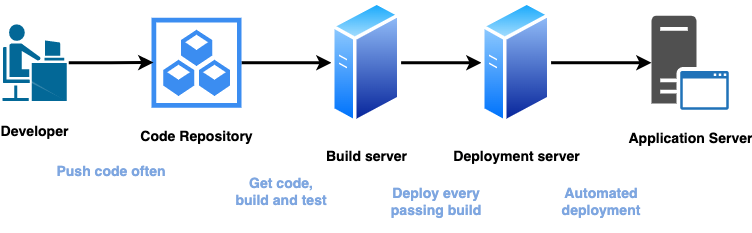 Developer
Code Repository
Build server
Deployment server
Application Server
Push code often
Get code,
build and test
Deploy every
passing build
Automated
deployment